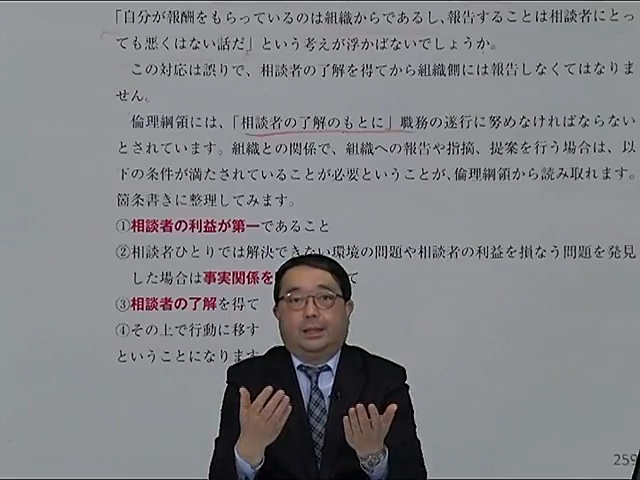 「自分が報酬をもらっているのは組織からであるし、報告することは相談者にとっ
ても悪くはない話だ」という考えが浮かばないでしょうか。
この対応は誤りで、相談者の了解を得てから組織側には報告しなくてはなりま
せん。
倫理綱領には、「相談者の了解のもとに」職務の遂行に努めなければならない
とされています。組織との関係で、組織への報告や指摘、提案を行う場合は、以
下の条件が満たされていることが必要ということが、倫理綱領から読み取れます。
箇条書きに整理してみます。
①相談者の利益が第一であること
②相談者ひとりでは解決できない環境の問題や相談者の利益を損なう問題を発見
した場合は事実関係を て
③相談者の了解を得て
④その上で行動に移す
ということになります
259